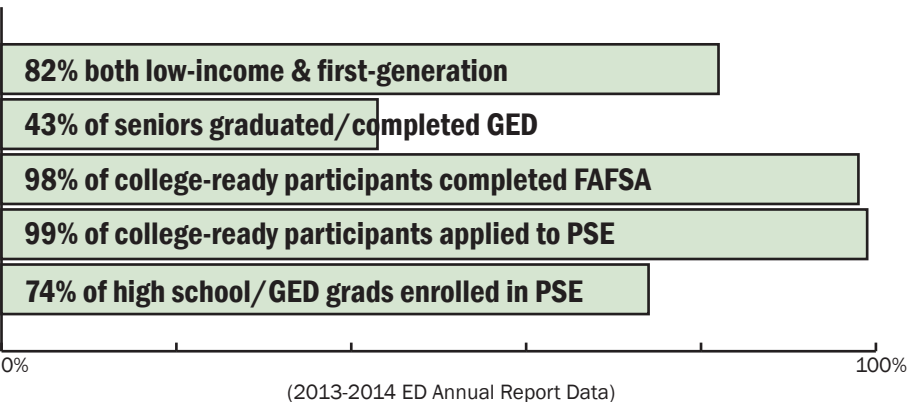 82% both low-income & first-generation
43% of seniors graduated/completed GED
98% of college-ready participants completed FAFSA
99% of college-ready participants applied to PSE
74% of high school/GED grads enrolled in PSE
0% 100%
(2013-2014 ED Annual Report Data)